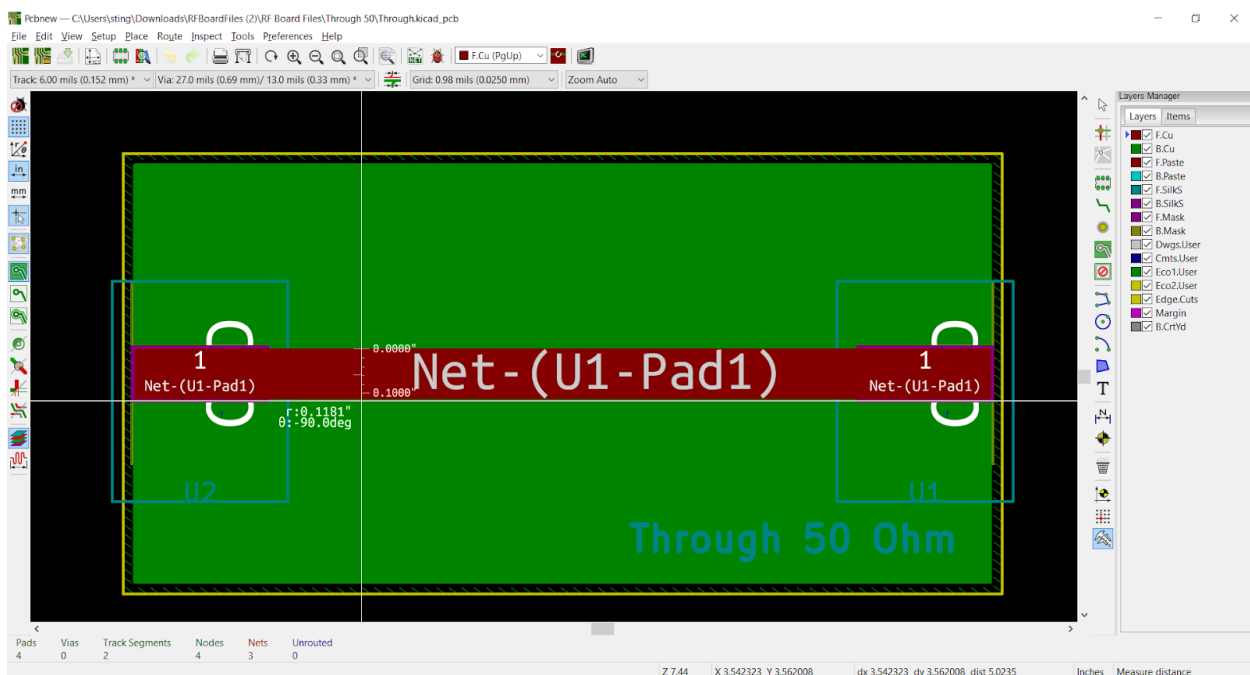 Pcbnew — C:\Users\sting\Downloads\RFBoardFiles (2)\RF Board Files\Through 50\Through.kicad_pcb
File Edit View Setup Place Route Inspect Tools Preferences Help
NET
F.Cu (PgUp)
Track: 6.00 mils (0.152 mm) *
Via: 27.0 mils (0.69 mm)/ 13.0 mils (0.33 mm) *
Grid: 0.98 mils (0.0250 mm)
Zoom Auto
in
mm
Layers Manager
Layers Items
F.Cu
B.Cu
F.Paste
B.Paste
F.SilkS
B.SilkS
F.Mask
B.Mask
Dwgs.User
Cmts.User
Eco1.User
Eco2.User
Edge.Cuts
Margin
B.CrtYd
1
Net-(U1-Pad1)
0.0000"
0.1000"
Net-(U1-Pad1)
1
Net-(U1-Pad1)
r:0.1181"
θ:-90.0deg
U2
U1
Through 50 Ohm
T
N
Pads Vias Track Segments Nodes Nets Unrouted
4 0 2 4 3 0
Z 7.44 X 3.542323 Y 3.562008 dx 3.542323 dy 3.562008 dist 5.0235 Inches Measure distance